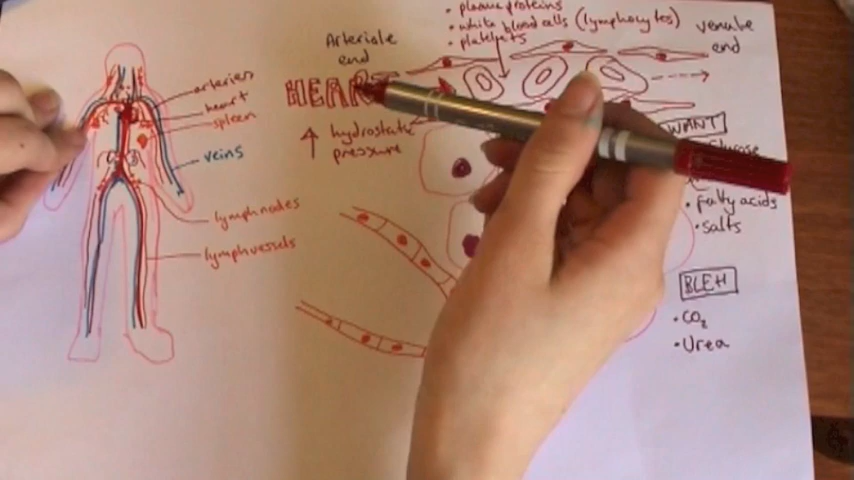 arteries
heart
spleen
veins
lymph nodes
lymph vessels
Arteriole
end
HEART
↑ hydrostatic
pressure
• plasma proteins
• white blood cells (lymphocytes)
• platelets
venule
end
WANT
• fatty acids
• salts
BLEH
• CO₂
• Urea